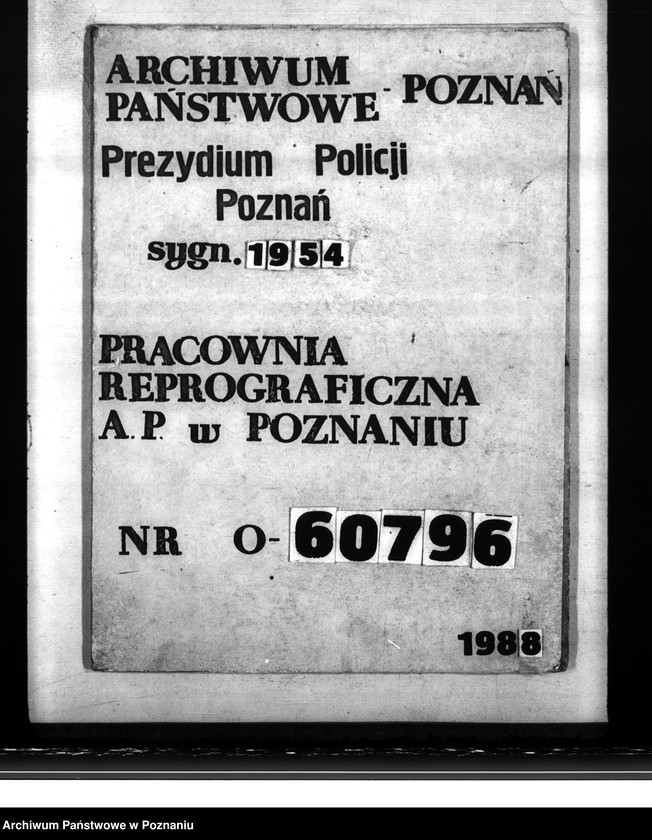 ARCHIWUM
PAŃSTWOWE - POZNAŃ
Prezydium Policji
Poznań
sygn. 1954
PRACOWNIA
REPROGRAFICZNA
A.P. w POZNANIU
NR O-60796
1988
Archiwum Państwowe w Poznaniu